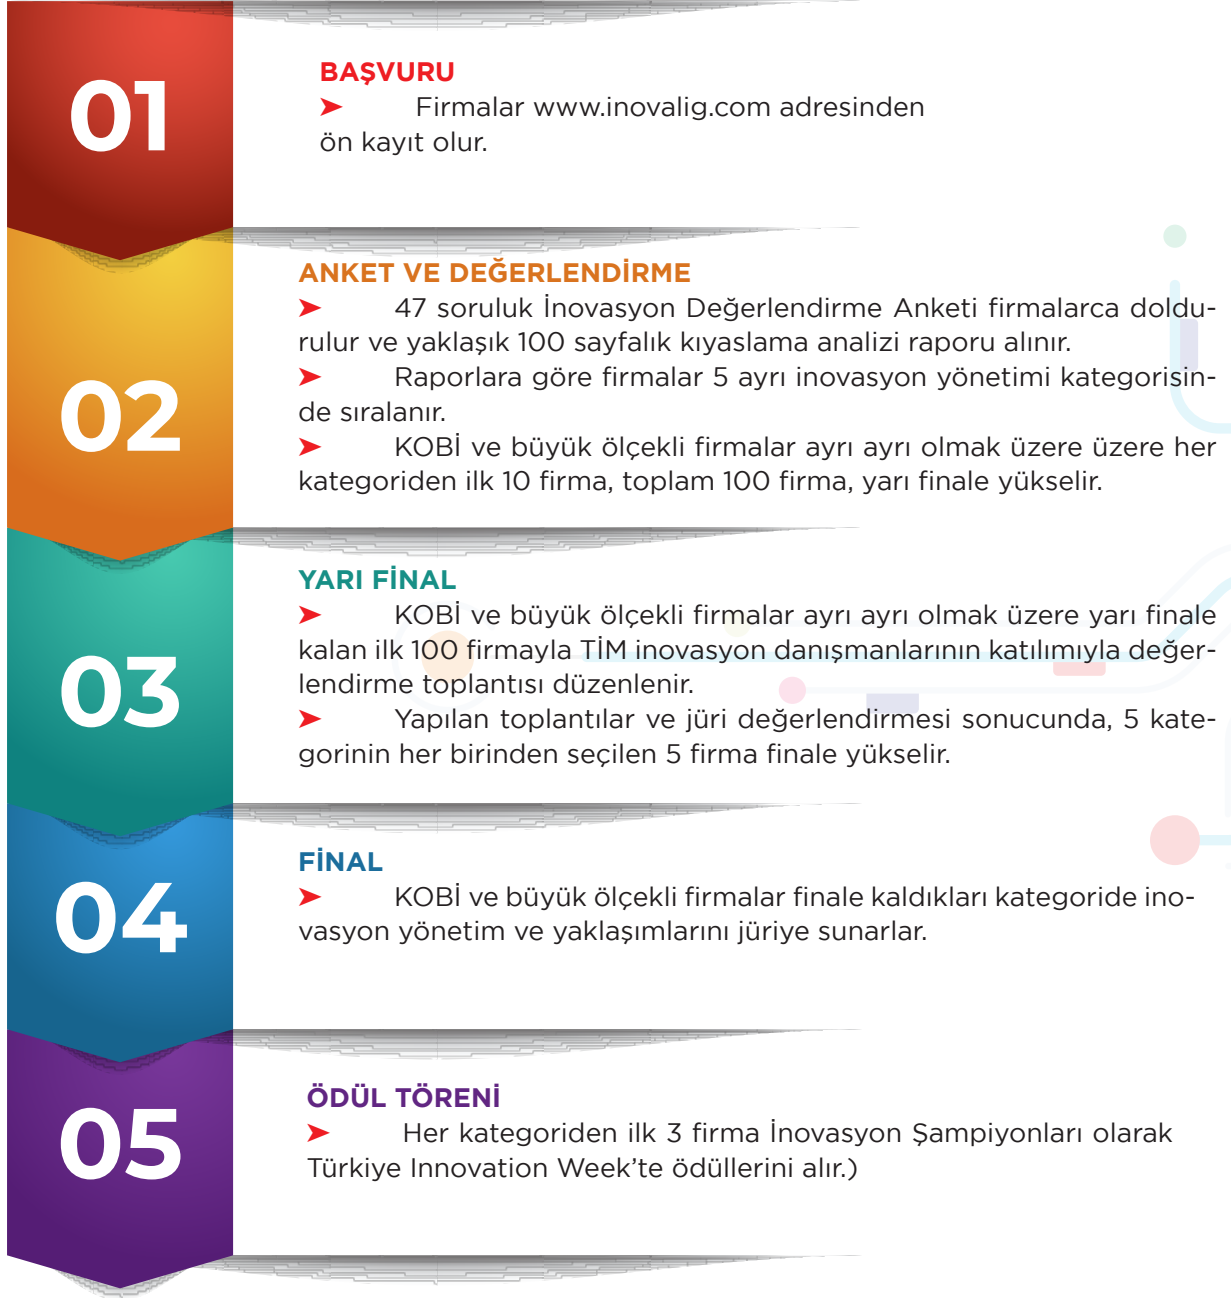 01
BAŞVURU
➤ Firmalar www.inovalig.com adresinden
ön kayıt olur.
02
ANKET VE DEĞERLENDİRME
➤ 47 soruluk İnovasyon Değerlendirme Anketi firmalarca doldu-
rulur ve yaklaşık 100 sayfalık kıyaslama analizi raporu alınır.
➤ Raporlara göre firmalar 5 ayrı inovasyon yönetimi kategorisin-
de sıralanır.
➤ KOBİ ve büyük ölçekli firmalar ayrı ayrı olmak üzere üzere her
kategoriden ilk 10 firma, toplam 100 firma, yarı finale yükselir.
03
YARI FİNAL
➤ KOBİ ve büyük ölçekli firmalar ayrı ayrı olmak üzere yarı finale
kalan ilk 100 firmayla TİM inovasyon danışmanlarının katılımıyla değer-
lendirme toplantısı düzenlenir.
➤ Yapılan toplantılar ve jüri değerlendirmesi sonucunda, 5 kate-
gorinin her birinden seçilen 5 firma finale yükselir.
04
FİNAL
➤ KOBİ ve büyük ölçekli firmalar finale kaldıkları kategoride ino-
vasyon yönetim ve yaklaşımlarını jüriye sunarlar.
05
ÖDÜL TÖRENİ
➤ Her kategoriden ilk 3 firma İnovasyon Şampiyonları olarak
Türkiye Innovation Week’te ödüllerini alır.)